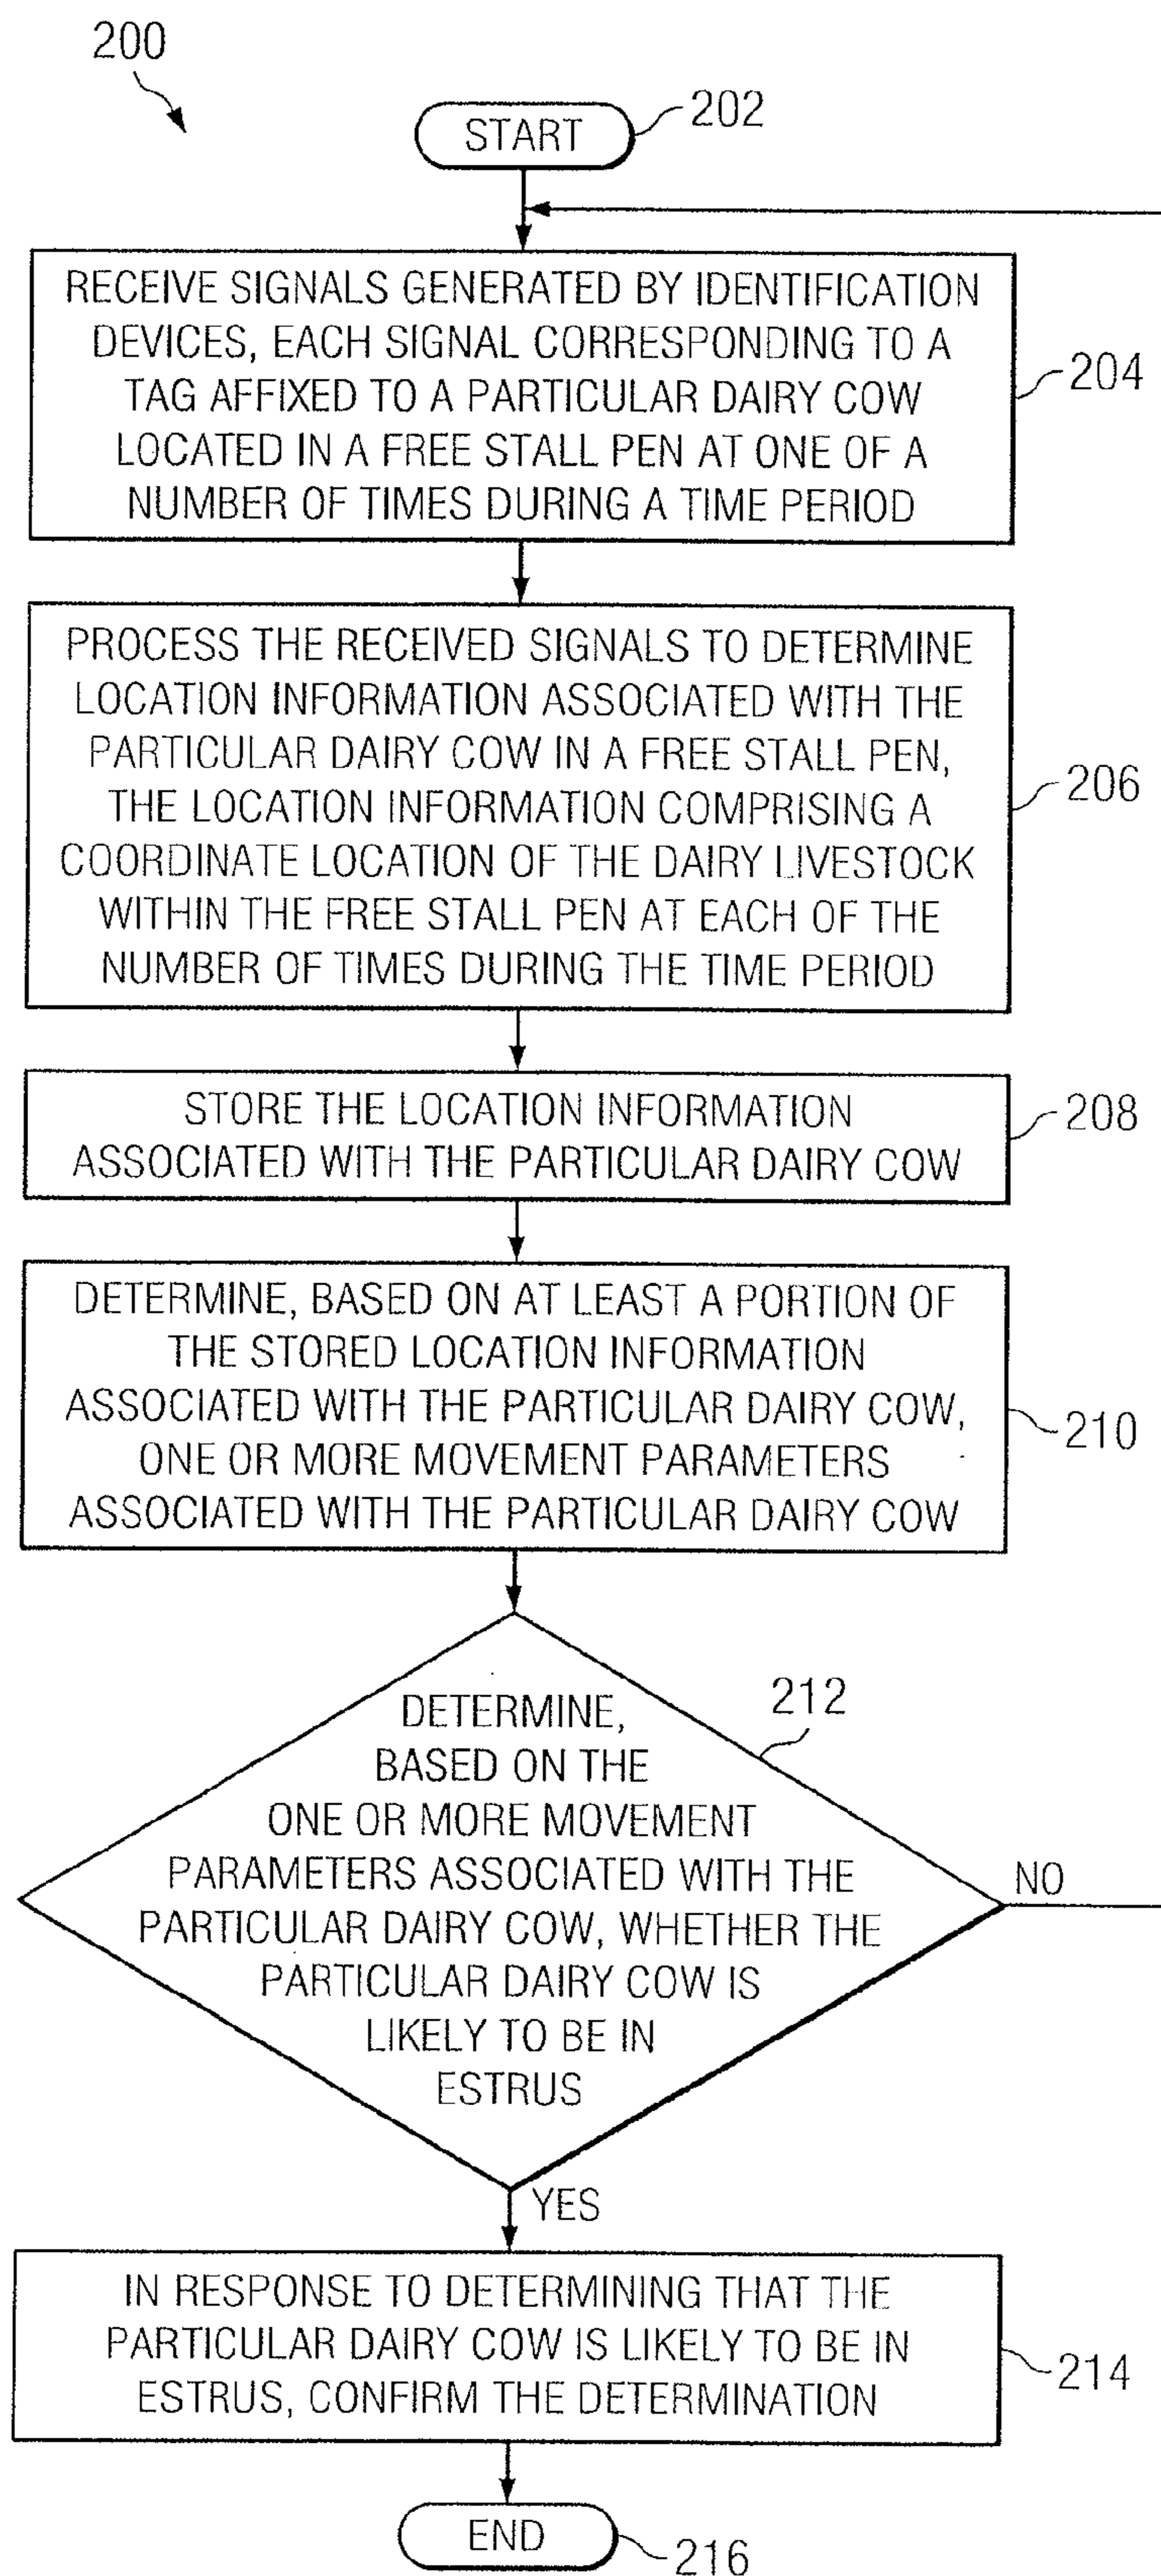 200
START
202
RECEIVE SIGNALS GENERATED BY IDENTIFICATION
DEVICES, EACH SIGNAL CORRESPONDING TO A
TAG AFFIXED TO A PARTICULAR DAIRY COW
LOCATED IN A FREE STALL PEN AT ONE OF A
NUMBER OF TIMES DURING A TIME PERIOD
204
PROCESS THE RECEIVED SIGNALS TO DETERMINE
LOCATION INFORMATION ASSOCIATED WITH THE
PARTICULAR DAIRY COW IN A FREE STALL PEN,
THE LOCATION INFORMATION COMPRISING A
COORDINATE LOCATION OF THE DAIRY LIVESTOCK
WITHIN THE FREE STALL PEN AT EACH OF THE
NUMBER OF TIMES DURING THE TIME PERIOD
206
STORE THE LOCATION INFORMATION
ASSOCIATED WITH THE PARTICULAR DAIRY COW
208
DETERMINE, BASED ON AT LEAST A PORTION OF
THE STORED LOCATION INFORMATION
ASSOCIATED WITH THE PARTICULAR DAIRY COW,
ONE OR MORE MOVEMENT PARAMETERS
ASSOCIATED WITH THE PARTICULAR DAIRY COW
210
DETERMINE,
BASED ON THE
ONE OR MORE MOVEMENT
PARAMETERS ASSOCIATED WITH THE
PARTICULAR DAIRY COW, WHETHER THE
PARTICULAR DAIRY COW IS
LIKELY TO BE IN
ESTRUS
212
NO
YES
IN RESPONSE TO DETERMINING THAT THE
PARTICULAR DAIRY COW IS LIKELY TO BE IN
ESTRUS, CONFIRM THE DETERMINATION
214
END
216